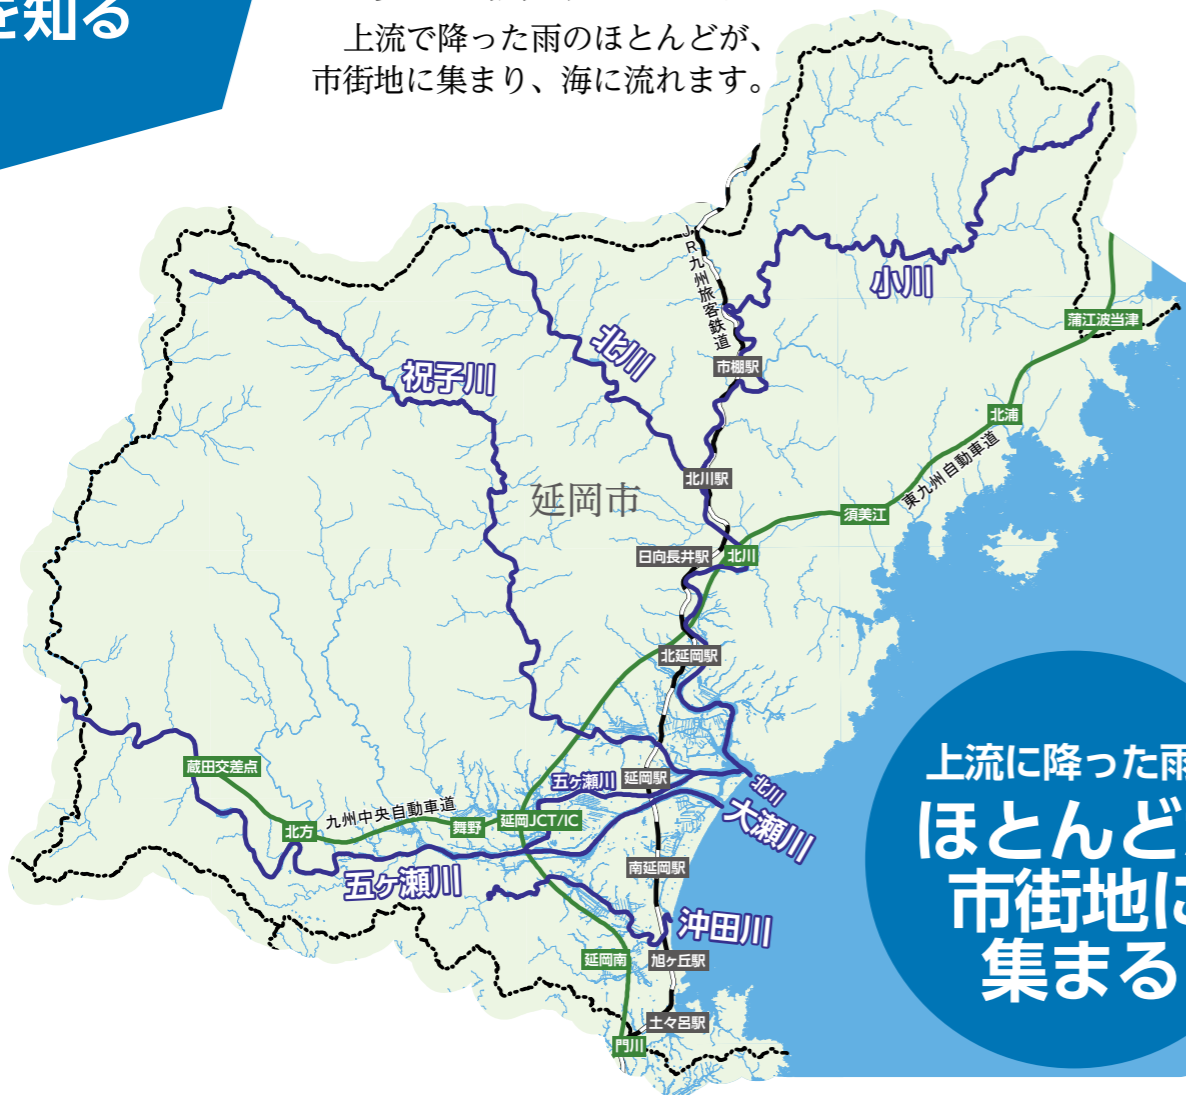 を知る
上流で降った雨のほとんどが、
市街地に集まり、海に流れます。
JR九州旅客鉄道
小川
蒲江波当津
北川
市棚駅
祝子川
北浦
東九州自動車道
北川駅
延岡市
須美江
日向長井駅
北川
北延岡駅
上流に降った雨
ほとんど
市街地に
集まる
蔵田交差点
五ヶ瀬川
延岡駅
北川
大瀬川
九州中央自動車道
北方
舞野
延岡JCT/IC
南延岡駅
五ヶ瀬川
沖田川
延岡南
旭ヶ丘駅
土々呂駅
門川